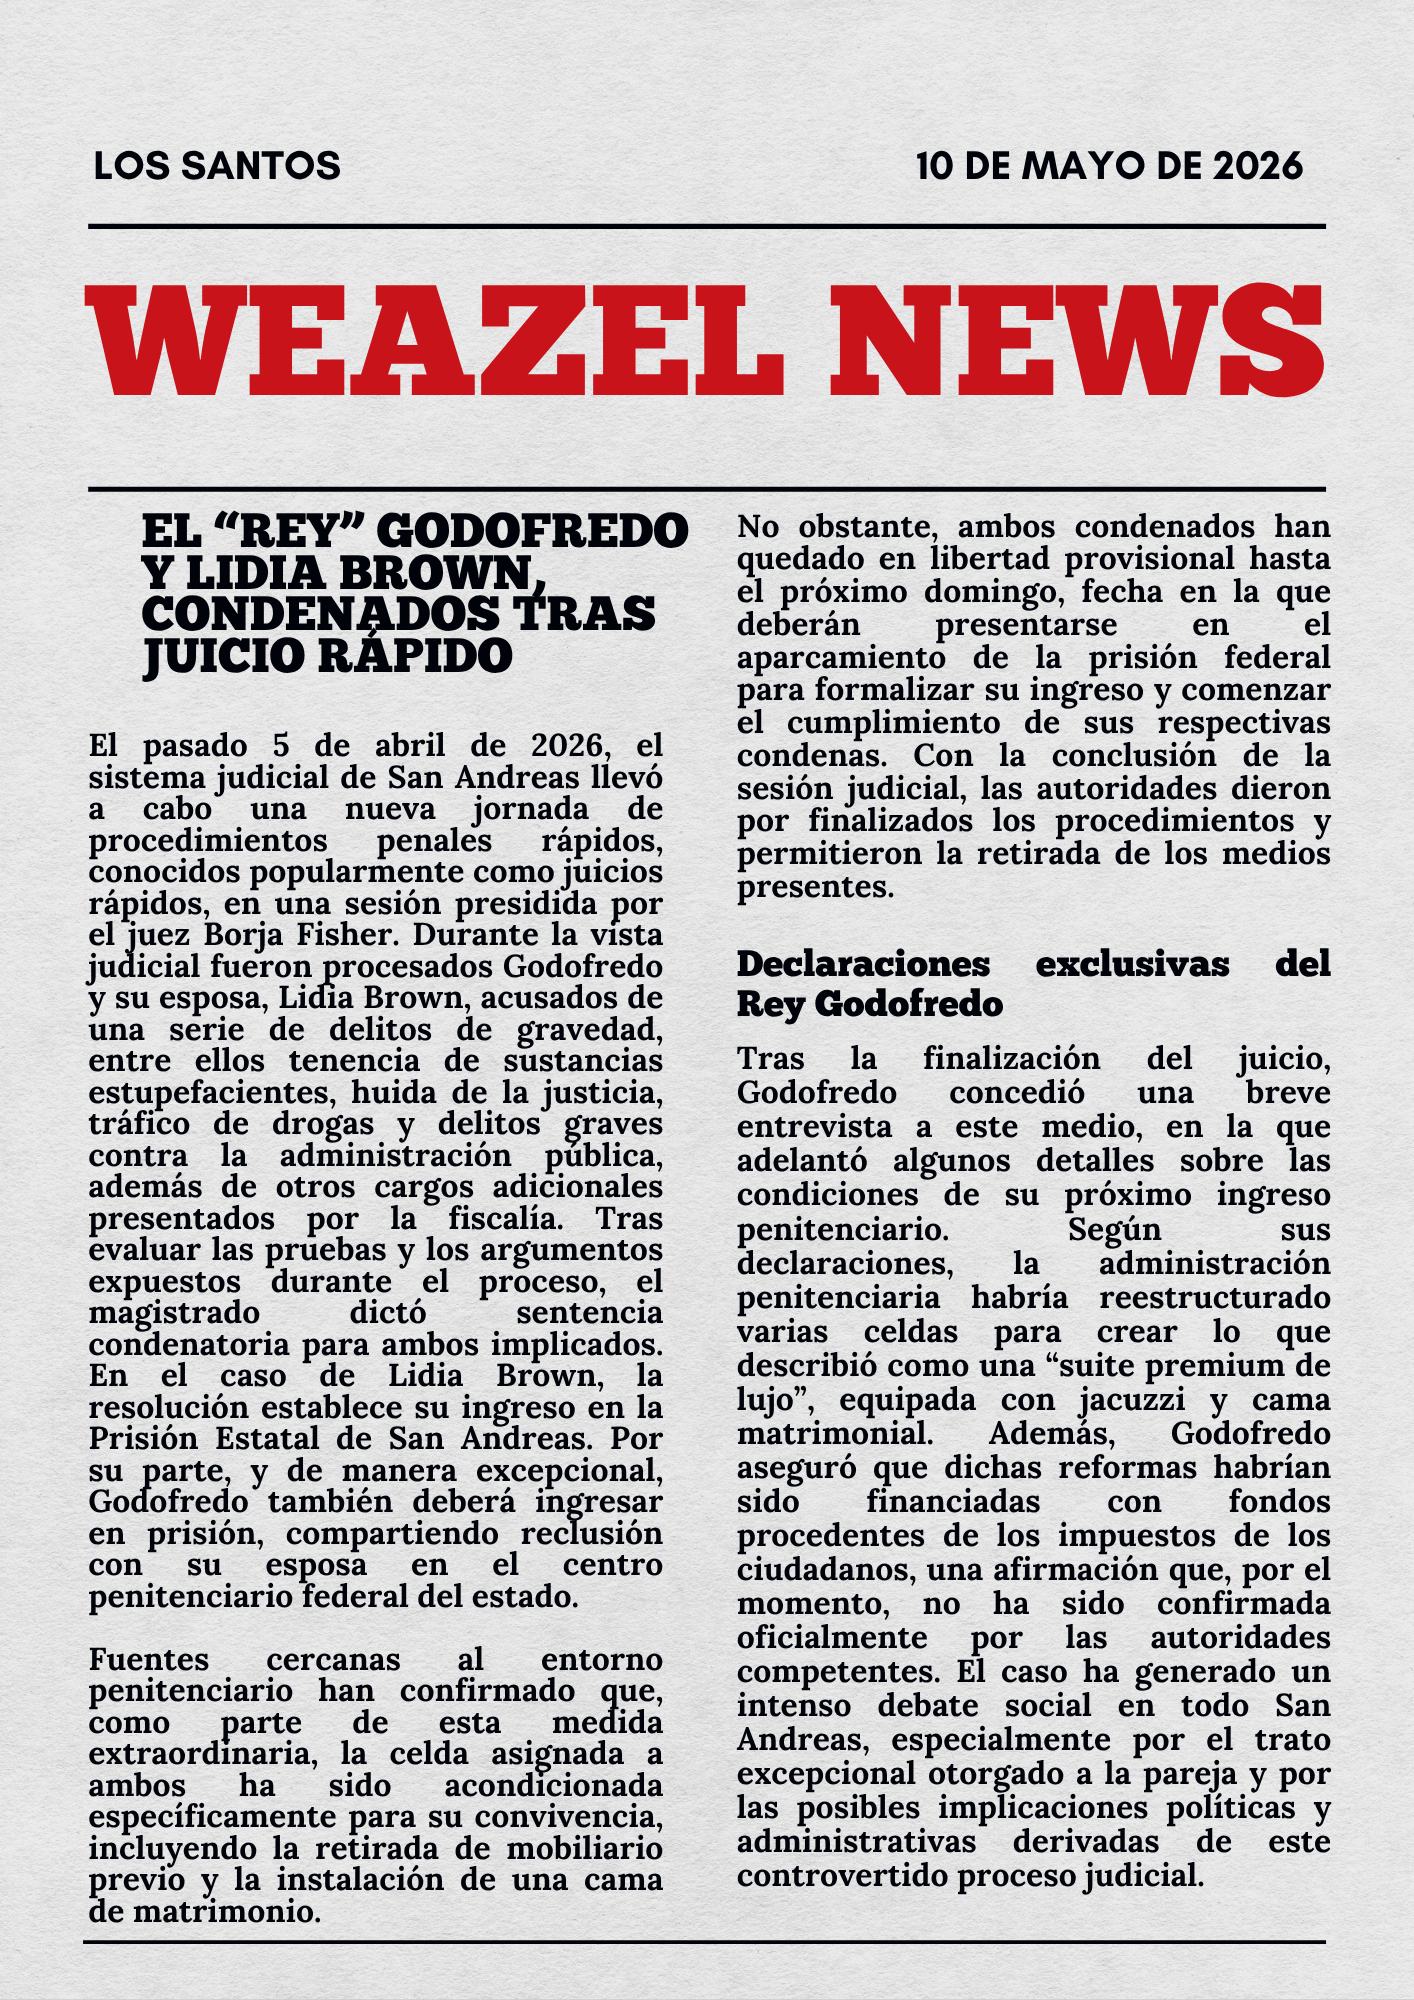 LOS SANTOS
10 DE MAYO DE 2026
WEAZEL NEWS
EL “REY” GODOFREDO
Y LIDIA BROWN,
CONDENADOS TRAS
JUICIO RÁPIDO
El pasado 5 de abril de 2026, el
sistema judicial de San Andreas llevó
a cabo una nueva jornada de
procedimientos penales rápidos,
conocidos popularmente como juicios
rápidos, en una sesión presidida por
el juez Borja Fisher. Durante la vista
judicial fueron procesados Godofredo
y su esposa, Lidia Brown, acusados de
una serie de delitos de gravedad,
entre ellos tenencia de sustancias
estupefacientes, huida de la justicia,
tráfico de drogas y delitos graves
contra la administración pública,
además de otros cargos adicionales
presentados por la fiscalía. Tras
evaluar las pruebas y los argumentos
expuestos durante el proceso, el
magistrado dictó sentencia
condenatoria para ambos implicados.
En el caso de Lidia Brown, la
resolución establece su ingreso en la
Prisión Estatal de San Andreas. Por
su parte, y de manera excepcional,
Godofredo también deberá ingresar
en prisión, compartiendo reclusión
con su esposa en el centro
penitenciario federal del estado.
Fuentes cercanas al entorno
penitenciario han confirmado que,
como parte de esta medida
extraordinaria, la celda asignada a
ambos ha sido acondicionada
específicamente para su convivencia,
incluyendo la retirada de mobiliario
previo y la instalación de una cama
de matrimonio.
No obstante, ambos condenados han
quedado en libertad provisional hasta
el próximo domingo, fecha en la que
deberán presentarse en el
aparcamiento de la prisión federal
para formalizar su ingreso y comenzar
el cumplimiento de sus respectivas
condenas. Con la conclusión de la
sesión judicial, las autoridades dieron
por finalizados los procedimientos y
permitieron la retirada de los medios
presentes.
Declaraciones exclusivas del
Rey Godofredo
Tras la finalización del juicio,
Godofredo concedió una breve
entrevista a este medio, en la que
adelantó algunos detalles sobre las
condiciones de su próximo ingreso
penitenciario. Según sus
declaraciones, la administración
penitenciaria habría reestructurado
varias celdas para crear lo que
describió como una “suite premium de
lujo”, equipada con jacuzzi y cama
matrimonial. Además, Godofredo
aseguró que dichas reformas habrían
sido financiadas con fondos
procedentes de los impuestos de los
ciudadanos, una afirmación que, por el
momento, no ha sido confirmada
oficialmente por las autoridades
competentes. El caso ha generado un
intenso debate social en todo San
Andreas, especialmente por el trato
excepcional otorgado a la pareja y por
las posibles implicaciones políticas y
administrativas derivadas de este
controvertido proceso judicial.